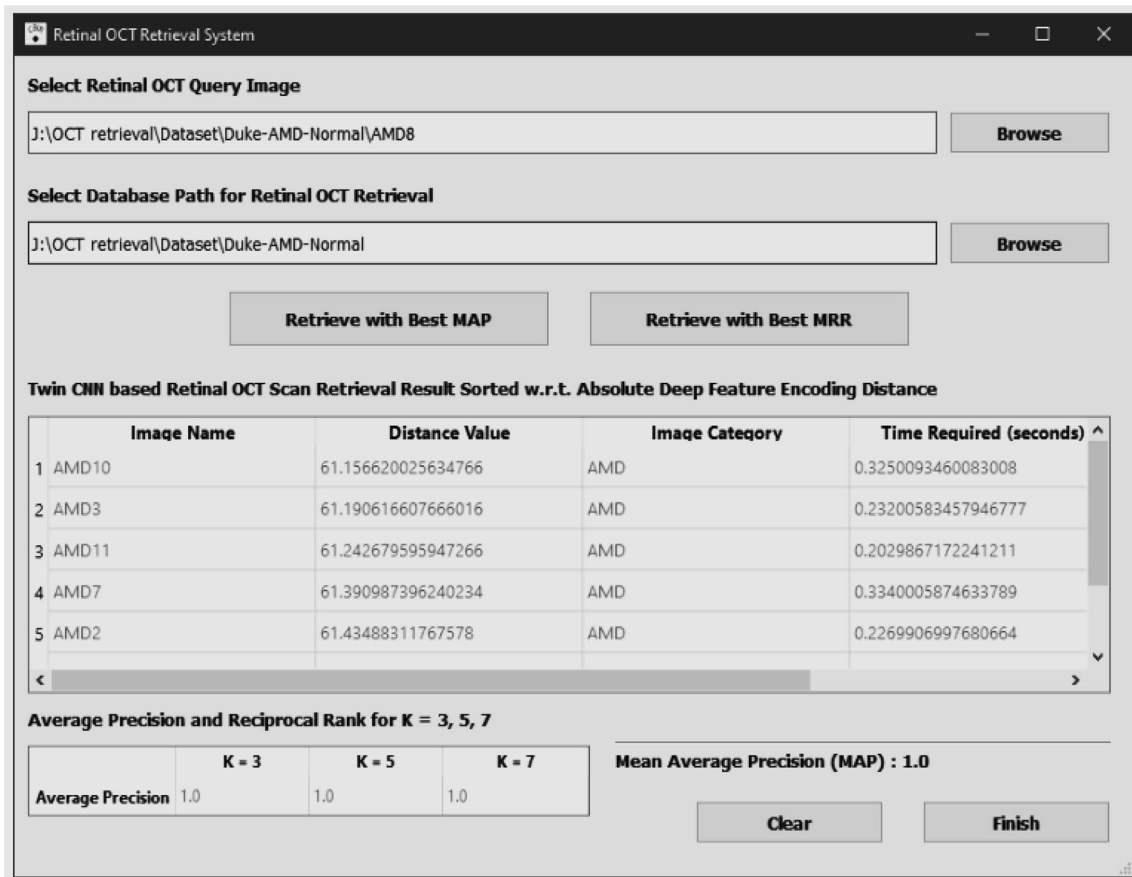 Retinal OCT Retrieval System
Select Retinal OCT Query Image
J:\OCT retrieval\Dataset\Duke-AMD-Normal\AMD8
Browse
Select Database Path for Retinal OCT Retrieval
J:\OCT retrieval\Dataset\Duke-AMD-Normal
Browse
Retrieve with Best MAP Retrieve with Best MRR
Twin CNN based Retinal OCT Scan Retrieval Result Sorted w.r.t. Absolute Deep Feature Encoding Distance
Image Name Distance Value Image Category Time Required (seconds)
1 AMD10 61.156620025634766 AMD 0.3250093460083008
2 AMD3 61.190616607666016 AMD 0.23200583457946777
3 AMD11 61.242679595947266 AMD 0.2029867172241211
4 AMD7 61.390987396240234 AMD 0.3340005874633789
5 AMD2 61.43488311767578 AMD 0.2269906997680664
Average Precision and Reciprocal Rank for K = 3, 5, 7
K = 3 K = 5 K = 7
Average Precision 1.0 1.0 1.0
Mean Average Precision (MAP) : 1.0
Clear Finish